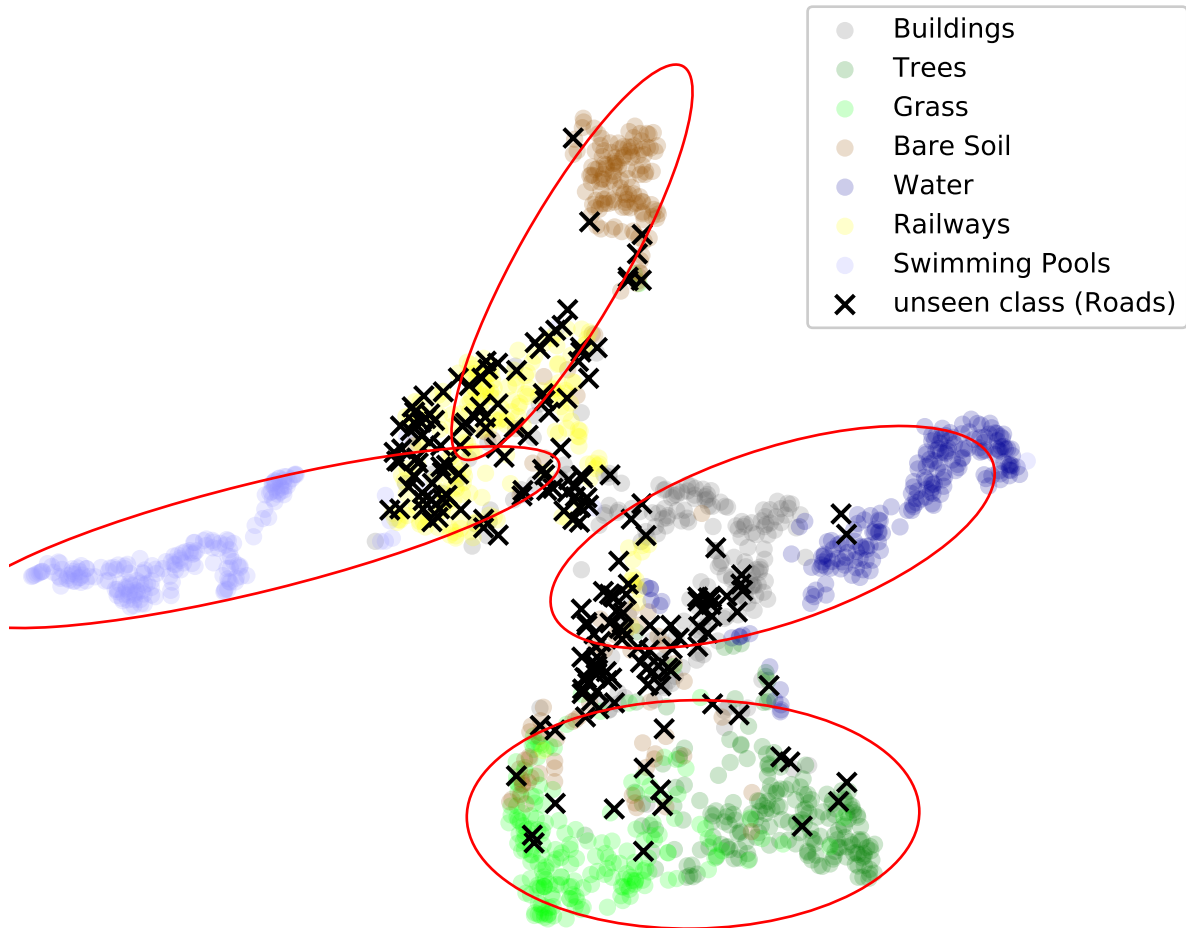 Buildings
Trees
Grass
Bare Soil
Water
Railways
Swimming Pools
unseen class (Roads)